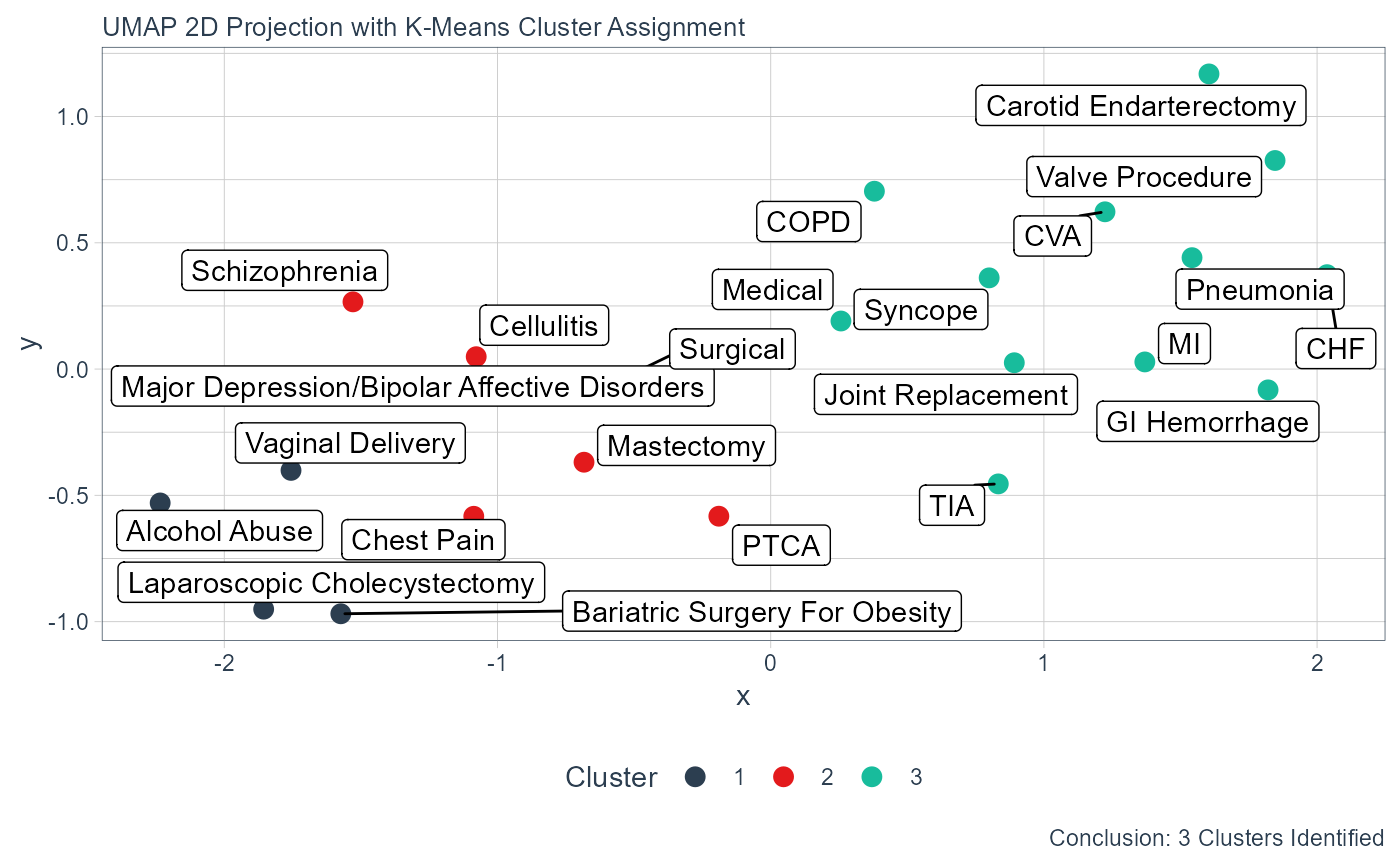 UMAP 2D Projection with K-Means Cluster Assignment
Carotid Endarterectomy
1.0
Valve Procedure
COPD
CVA
0.5
Schizophrenia
Medical
Pneumonia
Syncope
Cellulitis
Surgical
MI
CHF
y
0.0
Major Depression/Bipolar Affective Disorders
Joint Replacement
GI Hemorrhage
Vaginal Delivery
Mastectomy
-0.5
TIA
Alcohol Abuse
Chest Pain
PTCA
Laparoscopic Cholecystectomy
Bariatric Surgery For Obesity
-1.0
-2 -1 0 1 2
x
Cluster 1 2 3
Conclusion: 3 Clusters Identified